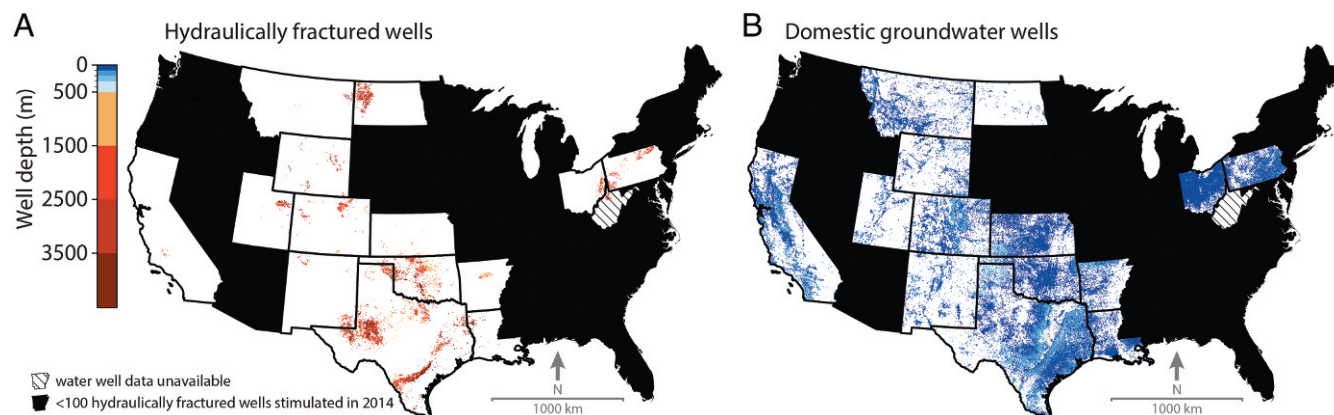 A
Hydraulically fractured wells
Well depth (m)
0
500
1500
2500
3500
water well data unavailable
<100 hydraulically fractured wells stimulated in 2014
N
1000 km
B
Domestic groundwater wells
N
1000 km